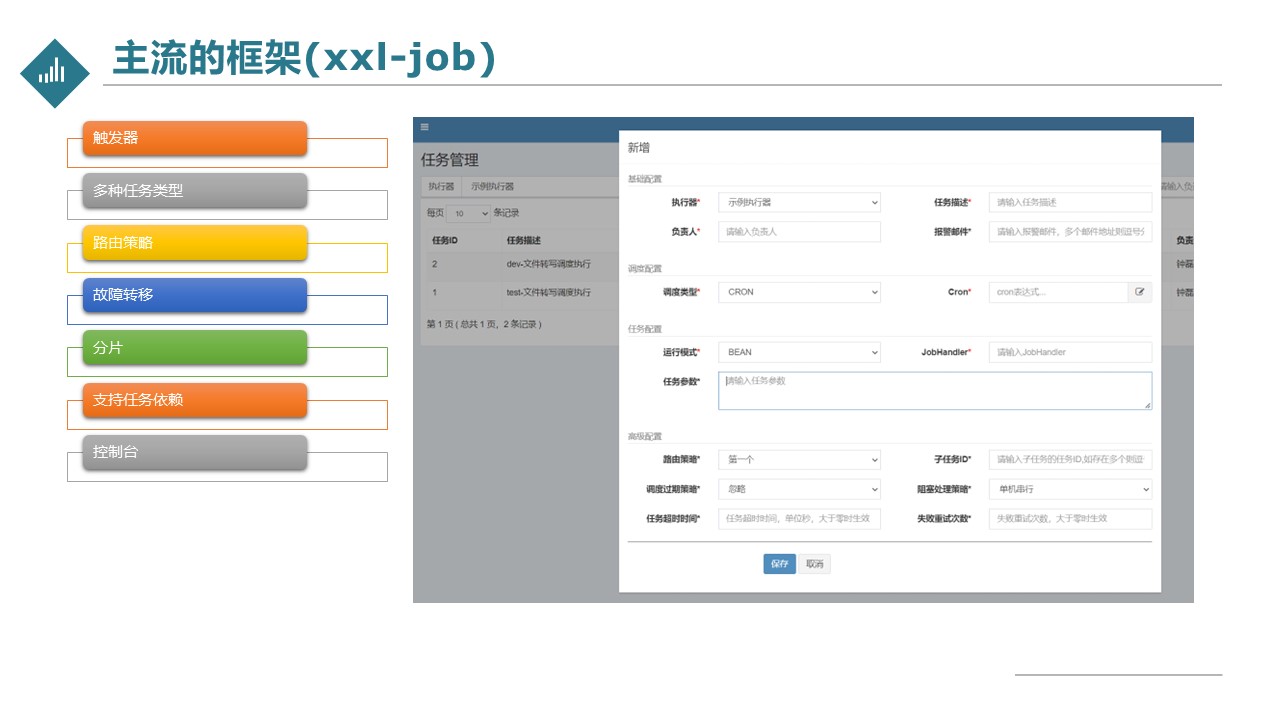 主流的框架(xxl-job)
触发器
多种任务类型
路由策略
故障转移
分片
支持任务依赖
控制台
任务管理
执行器 示例执行器
每页 10 条记录
任务ID 任务描述
2 dev-文件转写调度执行
1 test-文件转写调度执行
第 1 页 ( 总共 1 页，2 条记录 )
新增
基础配置
执行器* 示例执行器 任务描述* 请输入任务描述
负责人* 请输入负责人 报警邮件* 请输入报警邮件，多个邮件地址则逗号分
调度配置
调度类型* CRON Cron* cron表达式...
任务配置
运行模式* BEAN JobHandler* 请输入JobHandler
任务参数* 请输入任务参数
高级配置
路由策略* 第一个 子任务ID* 请输入子任务的任务ID,如存在多个则逗
调度过期策略* 忽略 阻塞处理策略* 单机串行
任务超时时间* 任务超时时间，单位秒，大于零时生效 失败重试次数* 失败重试次数，大于零时生效
保存 取消
请输入负
负责
钟磊
钟磊